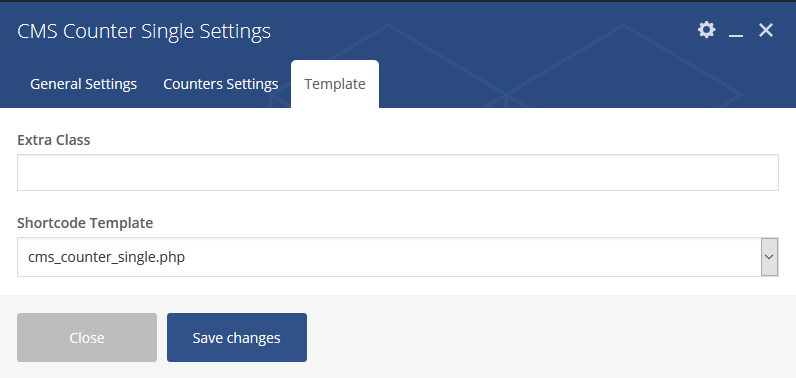 CMS Counter Single Settings
General Settings Counters Settings Template
Extra Class
Shortcode Template
cms_counter_single.php
Close Save changes